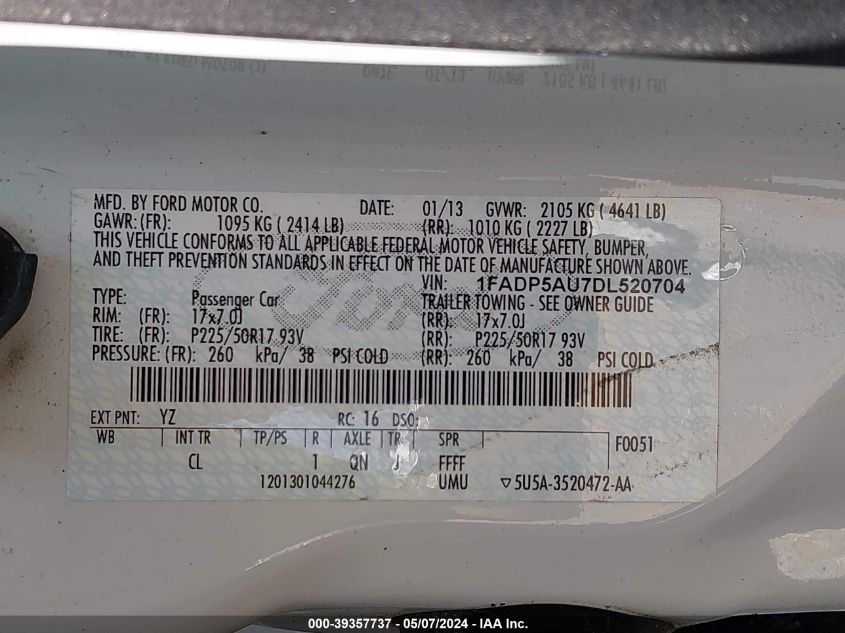 MFD. BY FORD MOTOR CO. DATE: 01/13 GVWR: 2105 KG ( 4641 LB)
GAWR: (FR): 1095 KG ( 2414 LB) (RR): 1010 KG ( 2227 LB)
THIS VEHICLE CONFORMS TO ALL APPLICABLE FEDERAL MOTOR VEHICLE SAFETY, BUMPER,
AND THEFT PREVENTION STANDARDS IN EFFECT ON THE DATE OF MANUFACTURE SHOWN ABOVE.
VIN: 1FADP5AU7DL520704
TYPE: Passenger Car TRAILER TOWING - SEE OWNER GUIDE
RIM: (FR): 17x7.0J (RR): 17x7.0J
TIRE: (FR): P225/50R17 93V (RR): P225/50R17 93V
PRESSURE: (FR): 260 kPa/ 38 PSI COLD (RR): 260 kPa/ 38 PSI COLD
EXT PNT: YZ RC: 16 DSO:
WB INT TR TP/PS R AXLE TR SPR F0051
CL 1 QN J FFFF
1201301044276 UMU ▽5U5A-3520472-AA
000-39357737 - 05/07/2024 - IAA Inc.